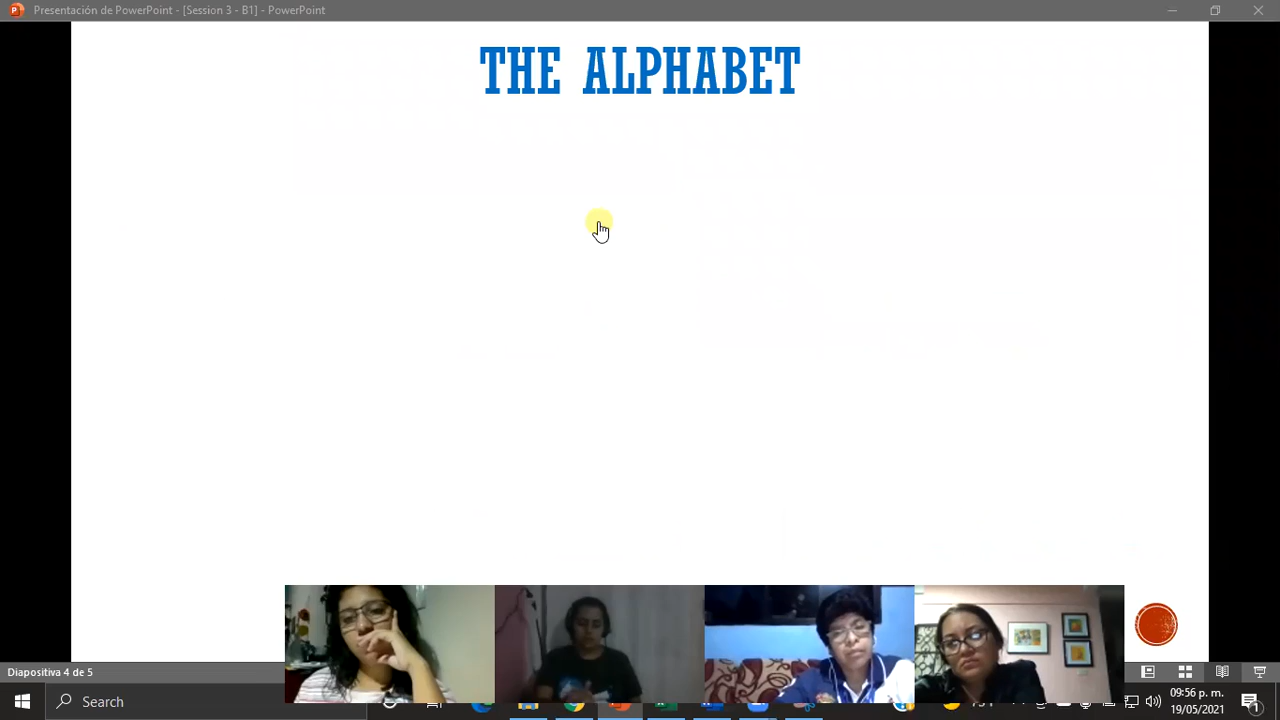 Presentación de PowerPoint - [Session 3 - B1] - PowerPoint
THE ALPHABET
Diapositiva 4 de 5
Search
09:56 p. m.
19/05/2021